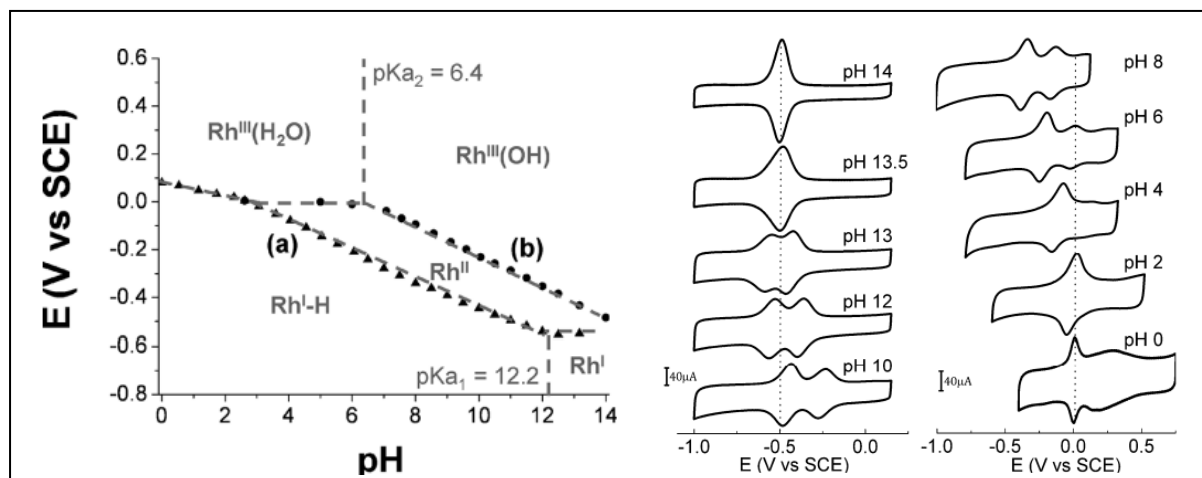 E (V vs SCE)
0.6
0.4
0.2
0.0
-0.2
-0.4
-0.6
-0.8
pKa₂ = 6.4
Rhᴵᴵᴵ(H₂O)
Rhᴵᴵᴵ(OH)
(a)
(b)
Rhᴵᴵ
Rhᴵ-H
Rhᴵ
pKa₁ = 12.2
0 2 4 6 8 10 12 14
pH
pH 14
pH 13.5
pH 13
pH 12
pH 10
40µA
-1.0 -0.5 0.0
E (V vs SCE)
pH 8
pH 6
pH 4
pH 2
pH 0
40µA
-1.0 -0.5 0.0 0.5
E (V vs SCE)